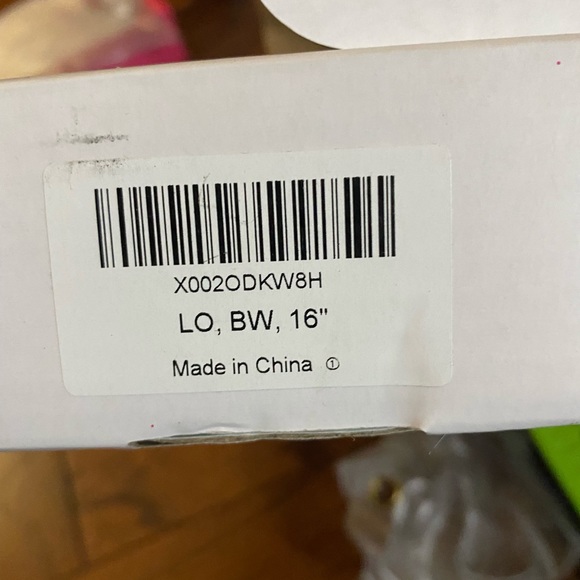 X002ODKW8H
LO, BW, 16"
Made in China ①